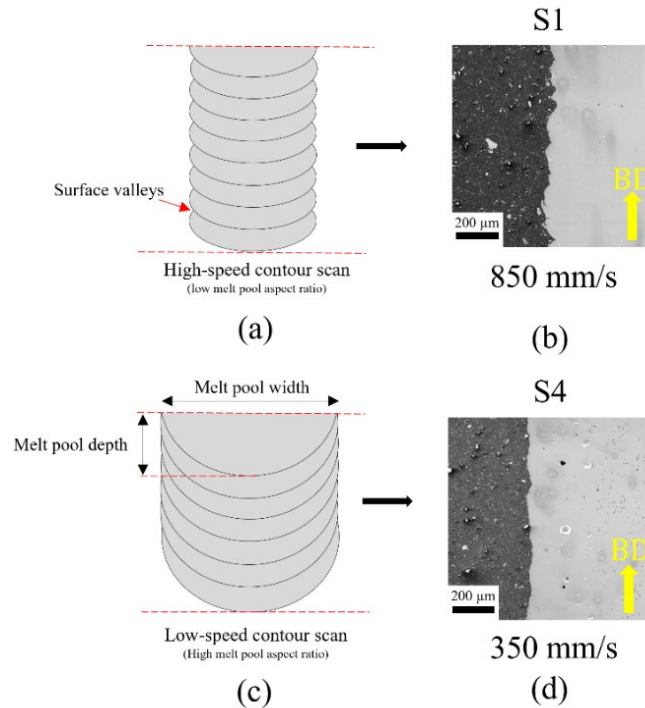 S1
Surface valleys
BD
200 µm
High-speed contour scan
(low melt pool aspect ratio)
850 mm/s
(a)
(b)
S4
Melt pool width
Melt pool depth
BD
200 µm
Low-speed contour scan
(High melt pool aspect ratio)
350 mm/s
(c)
(d)